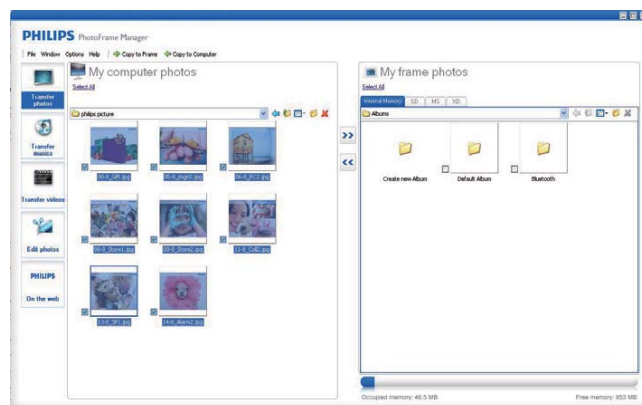 PHILIPS PhotoFrame Manager
File Window Options Help Copy to Frame Copy to Computer
Transfer photos
Transfer musics
Transfer videos
Edit photos
PHILIPS
On the web
My computer photos
Select All
philips picture
My frame photos
Select All
Internal Memory SD MS XD
Albums
Create new Album Default Album Bluetooth
Occupied memory: 46.5 MB Free memory: 853 MB